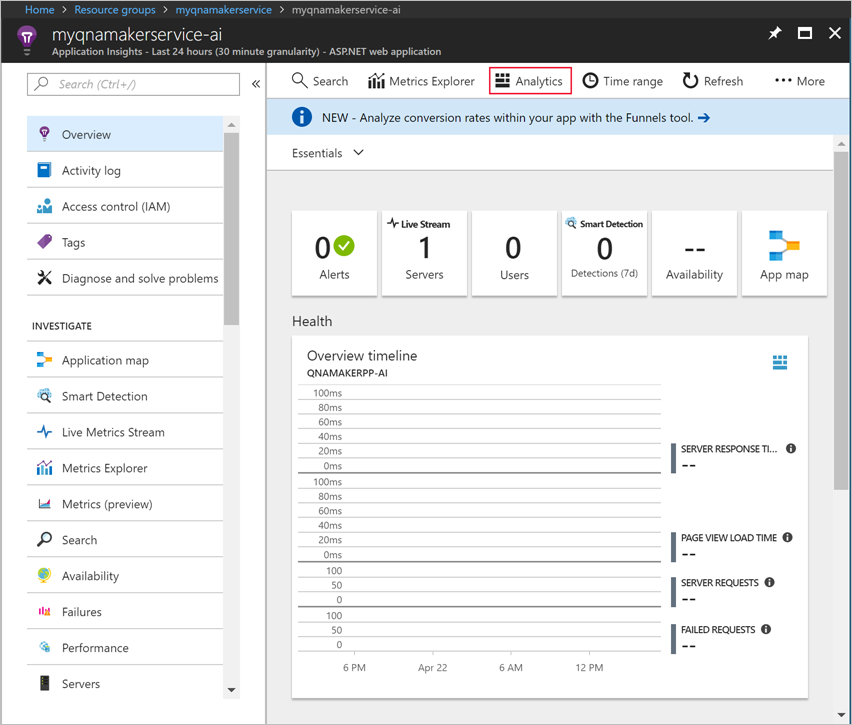 Home > Resource groups > myqnamakerservice > myqnamakerservice-ai
myqnamakerservice-ai
Application Insights - Last 24 hours (30 minute granularity) - ASP.NET web application
Search (Ctrl+/)
«
Overview
Activity log
Access control (IAM)
Tags
Diagnose and solve problems
INVESTIGATE
Application map
Smart Detection
Live Metrics Stream
Metrics Explorer
Metrics (preview)
Search
Availability
Failures
Performance
Servers
Search Metrics Explorer Analytics Time range Refresh ••• More
NEW - Analyze conversion rates within your app with the Funnels tool. →
Essentials
0
Alerts
Live Stream
1
Servers
0
Users
Smart Detection
0
Detections (7d)
--
Availability
App map
Health
Overview timeline
QNAMAKERPP-AI
100ms
80ms
60ms
40ms
20ms
0ms
SERVER RESPONSE TI...
--
100ms
80ms
60ms
40ms
20ms
0ms
PAGE VIEW LOAD TIME
--
100
50
0
SERVER REQUESTS
--
100
50
0
FAILED REQUESTS
--
6 PM Apr 22 6 AM 12 PM